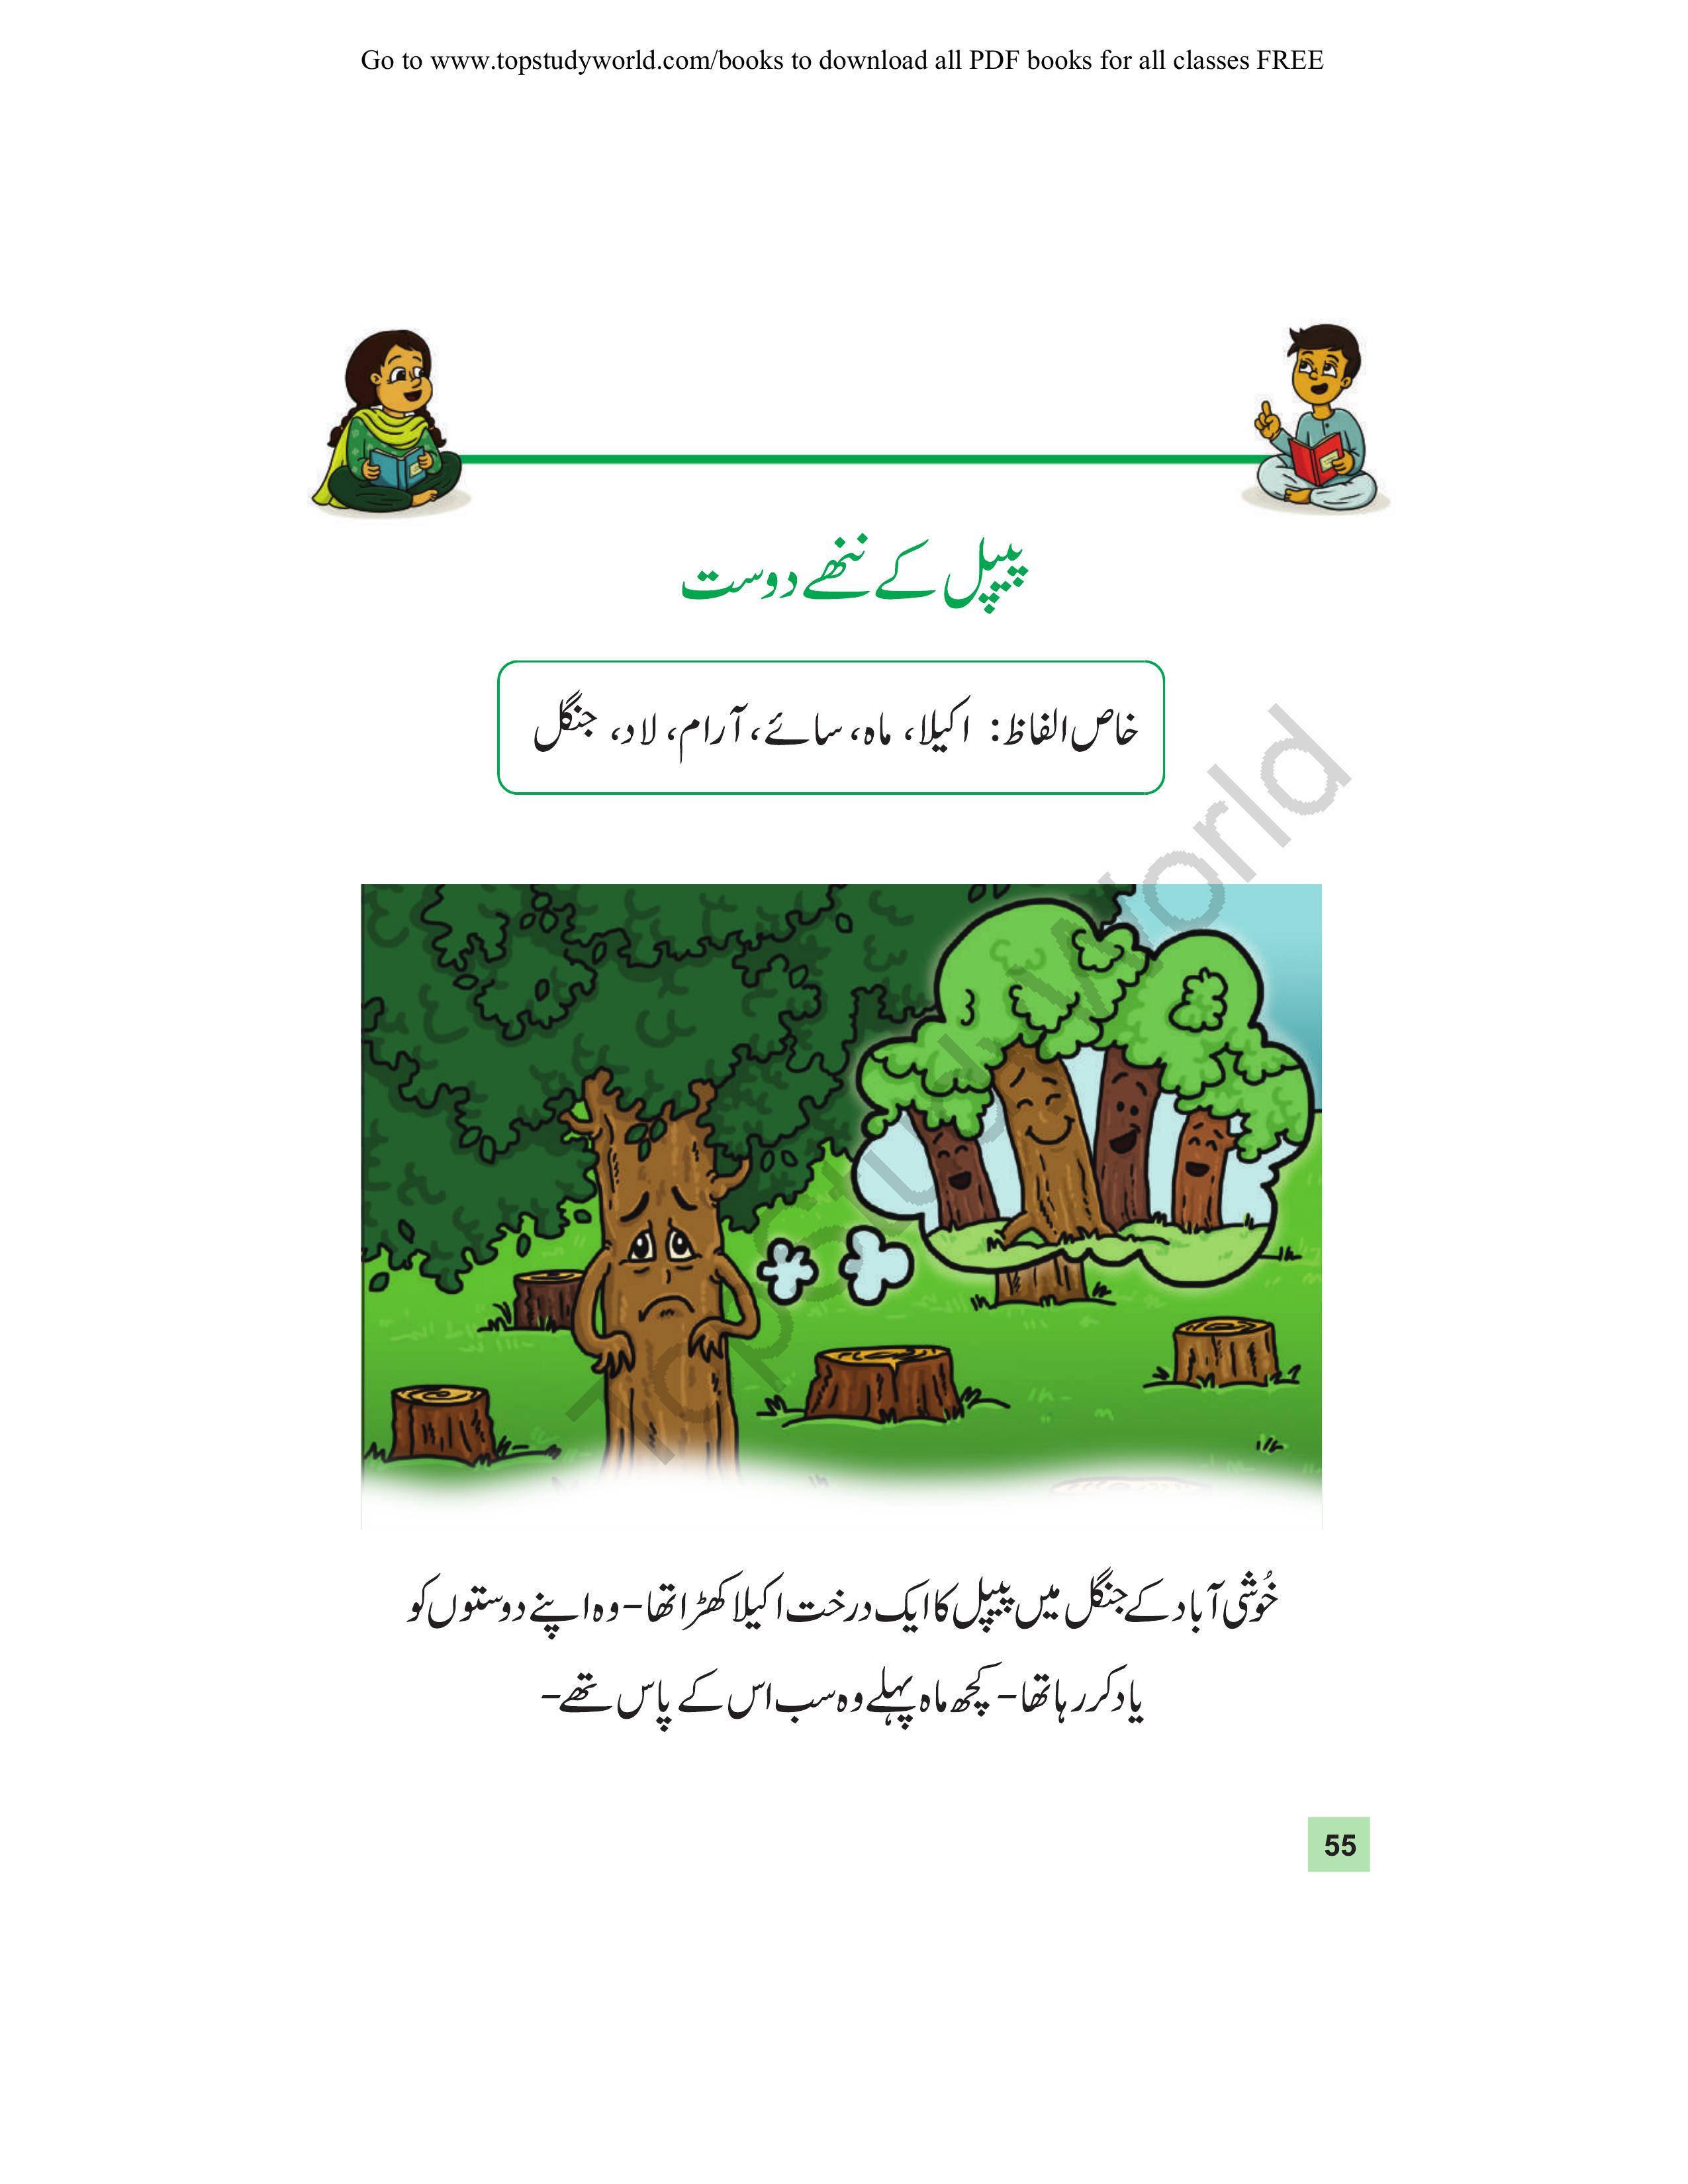 Go to www.topstudyworld.com/books to download all PDF books for all classes FREE
پیپل کے ننھے دوست
خاص الفاظ: اکیلا، ماہ، سائے، آرام، لاد، جنگل
TopStudyWorld
خُوشی آباد کے جنگل میں پیپل کا ایک درخت اکیلا کھڑا تھا۔ وہ اپنے دوستوں کو
یاد کر رہا تھا۔ کچھ ماہ پہلے وہ سب اس کے پاس تھے۔
55